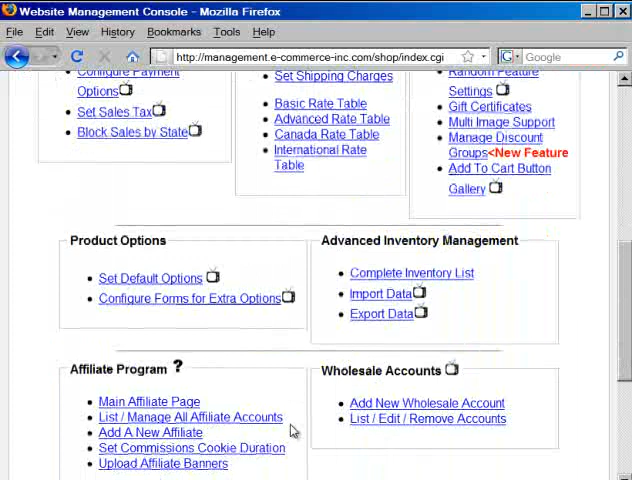 Website Management Console - Mozilla Firefox
File Edit View History Bookmarks Tools Help
http://management.e-commerce-inc.com/shop/index.cgi
Google
Configure Payment
Options
Set Sales Tax
Block Sales by State
Set Shipping Charges
Basic Rate Table
Advanced Rate Table
Canada Rate Table
International Rate
Table
Random Feature
Settings
Gift Certificates
Multi Image Support
Manage Discount
Groups<New Feature
Add To Cart Button
Gallery
Product Options
Set Default Options
Configure Forms for Extra Options
Advanced Inventory Management
Complete Inventory List
Import Data
Export Data
Affiliate Program ?
Main Affiliate Page
List / Manage All Affiliate Accounts
Add A New Affiliate
Set Commissions Cookie Duration
Upload Affiliate Banners
Wholesale Accounts
Add New Wholesale Account
List / Edit / Remove Accounts